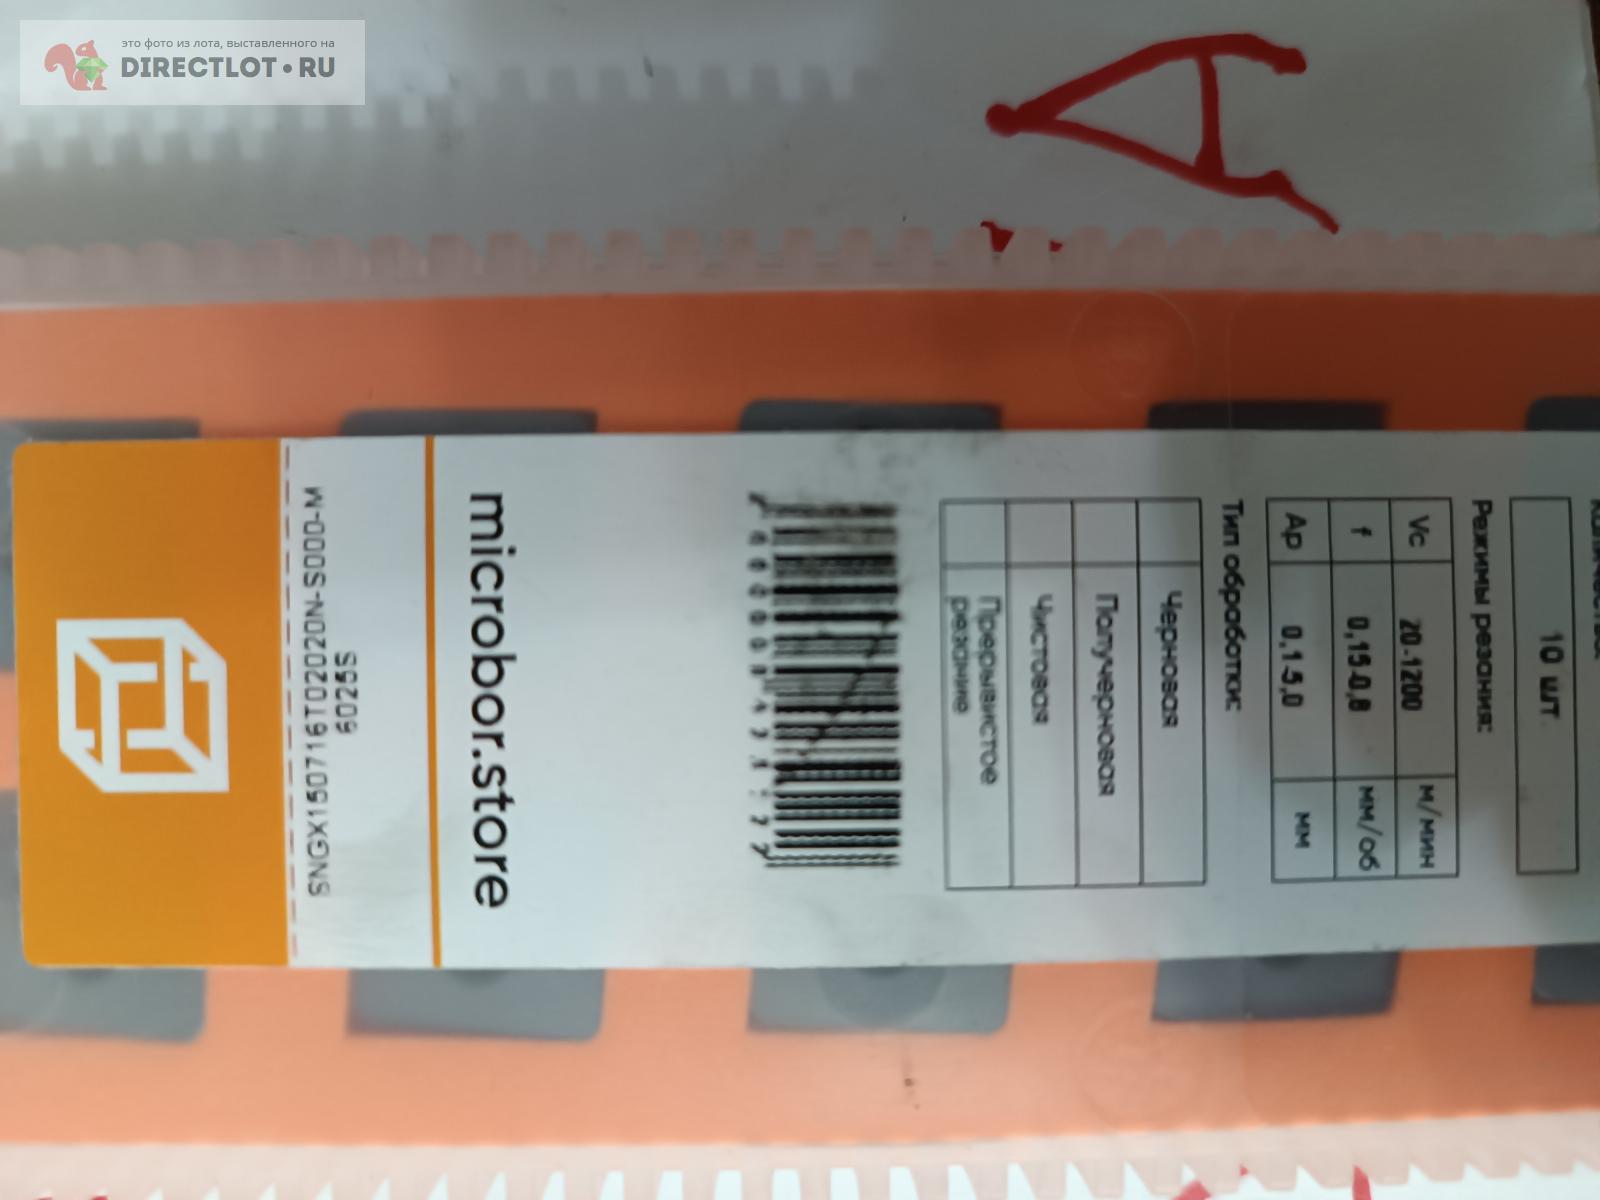 это фото из лота, выставленного на
DIRECTLOT.RU
A
SNGX150716T02020N-S000-M
6025S
microbor.store
Прерывистое
резание
Чистовая
Получерновая
Черновая
Тип обработки:
Ap 0,1-5,0 мм
f 0,15-0,8 мм/об
Vc 20-1200 м/мин
Режимы резания:
10 шт.